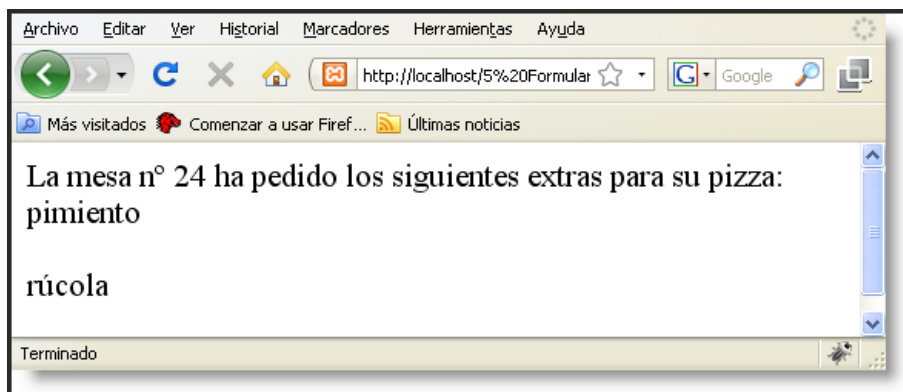 Archivo Editar Ver Historial Marcadores Herramientas Ayuda
http://localhost/5%20Formular G Google
Más visitados Comenzar a usar Firef... Últimas noticias
La mesa n° 24 ha pedido los siguientes extras para su pizza:
pimiento
rúcola
Terminado